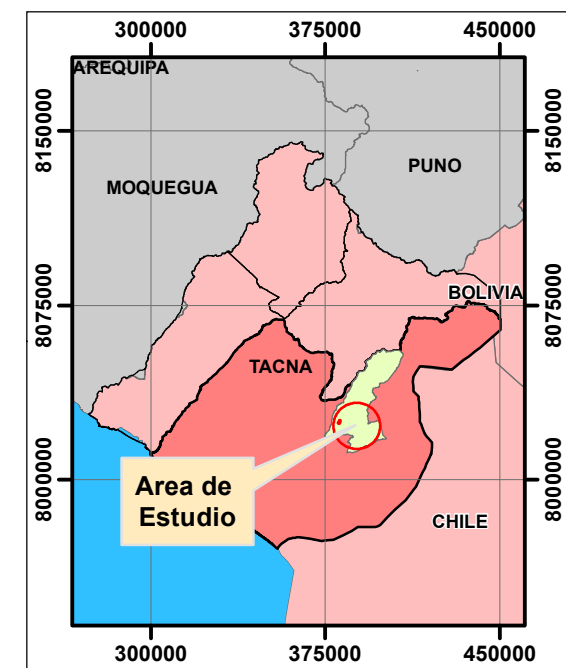 300000 375000 450000
AREQUIPA
8150000 8150000
PUNO
MOQUEGUA
BOLIVIA
8075000 8075000
TACNA
Area de
Estudio
8000000 8000000
CHILE
300000 375000 450000